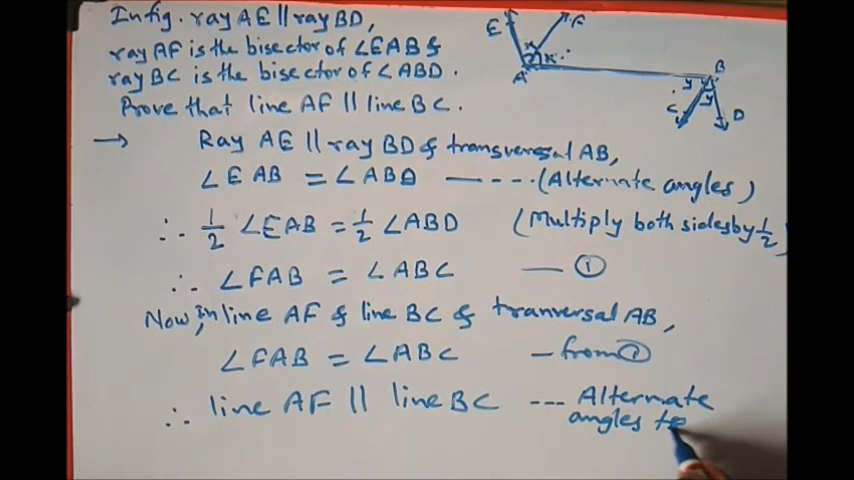 In fig. ray AE || ray BD,
ray AF is the bisector of ∠EAB &
ray BC is the bisector of ∠ABD.
Prove that line AF || line BC.
E
F
x
x
A
B
y
y
C
D
→ Ray AE || ray BD & transversal AB,
∠EAB = ∠ABD —---- (Alternate angles)
∴ 1/2 ∠EAB = 1/2 ∠ABD (Multiply both sides by 1/2)
∴ ∠FAB = ∠ABC — ①
Now, in line AF & line BC & tranversal AB,
∠FAB = ∠ABC — from ①
∴ line AF || line BC --- Alternate
angles te